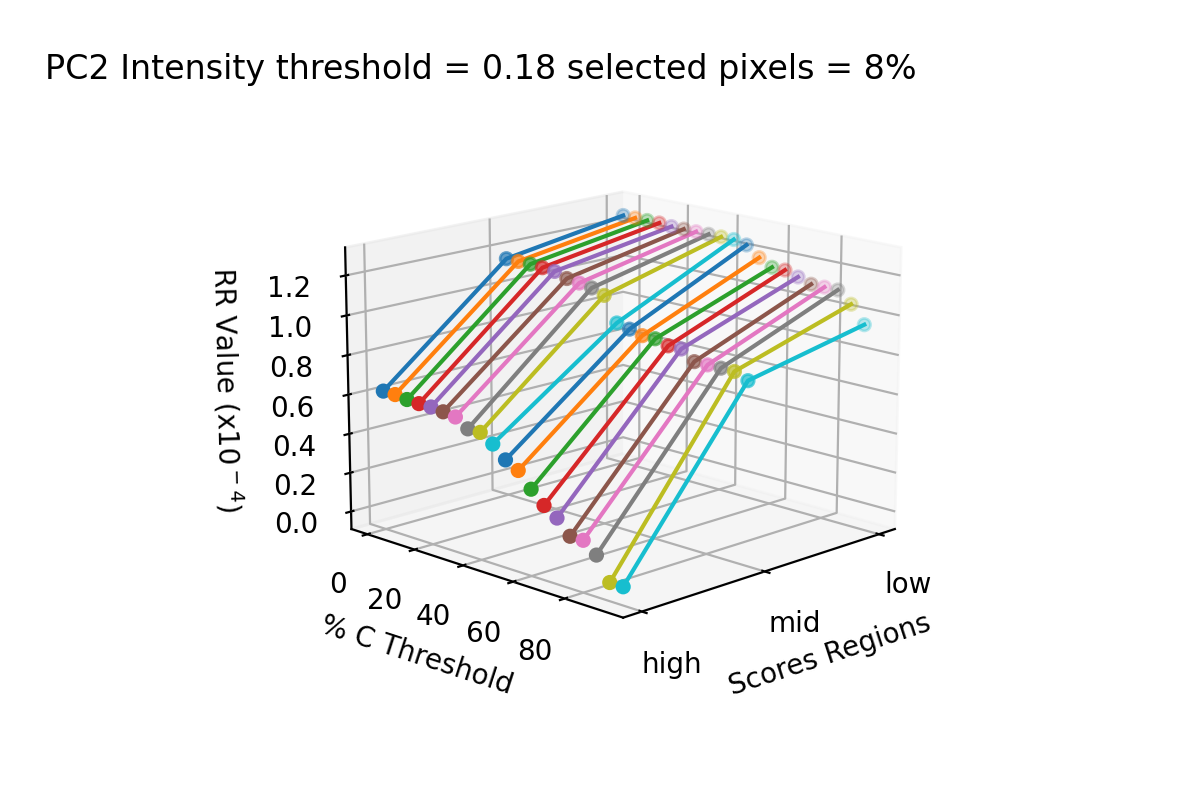 PC2 Intensity threshold = 0.18 selected pixels = 8%
RR Value (x10⁻⁴)
1.2
1.0
0.8
0.6
0.4
0.2
0.0
0
20
40
60
80
% C Threshold
low
mid
high
Scores Regions